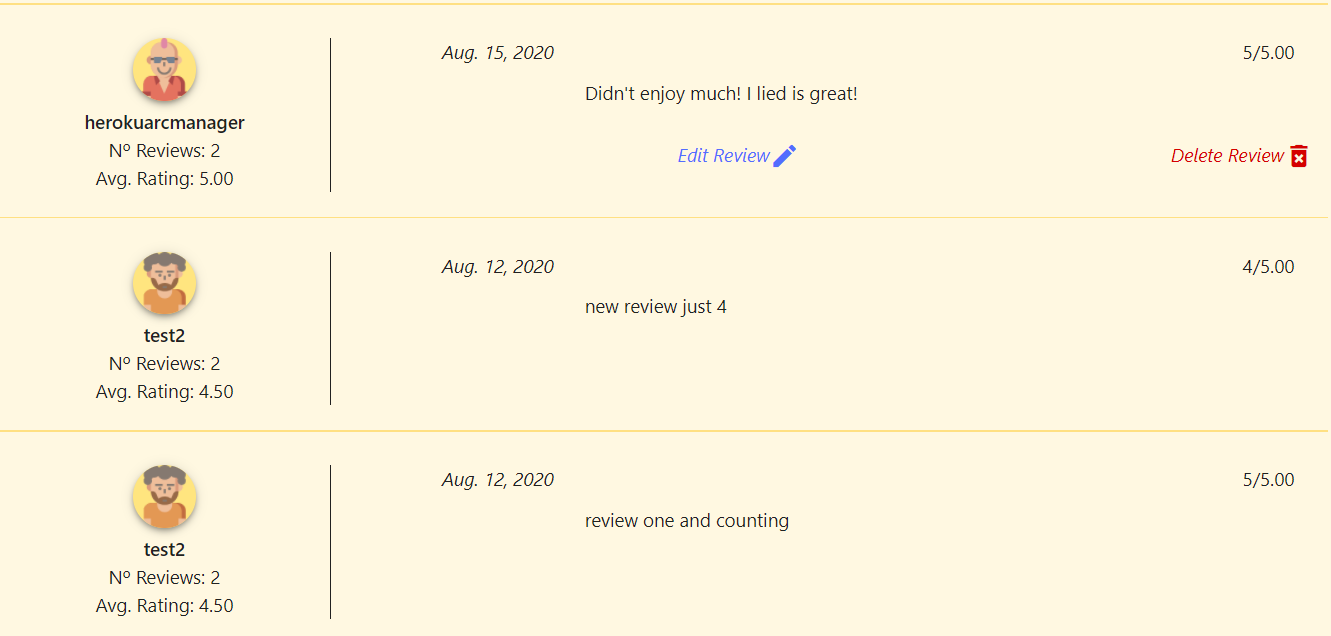 Aug. 15, 2020
5/5.00
Didn't enjoy much! I lied is great!
herokuarcmanager
Nº Reviews: 2
Avg. Rating: 5.00
Edit Review
Delete Review
Aug. 12, 2020
4/5.00
new review just 4
test2
Nº Reviews: 2
Avg. Rating: 4.50
Aug. 12, 2020
5/5.00
review one and counting
test2
Nº Reviews: 2
Avg. Rating: 4.50